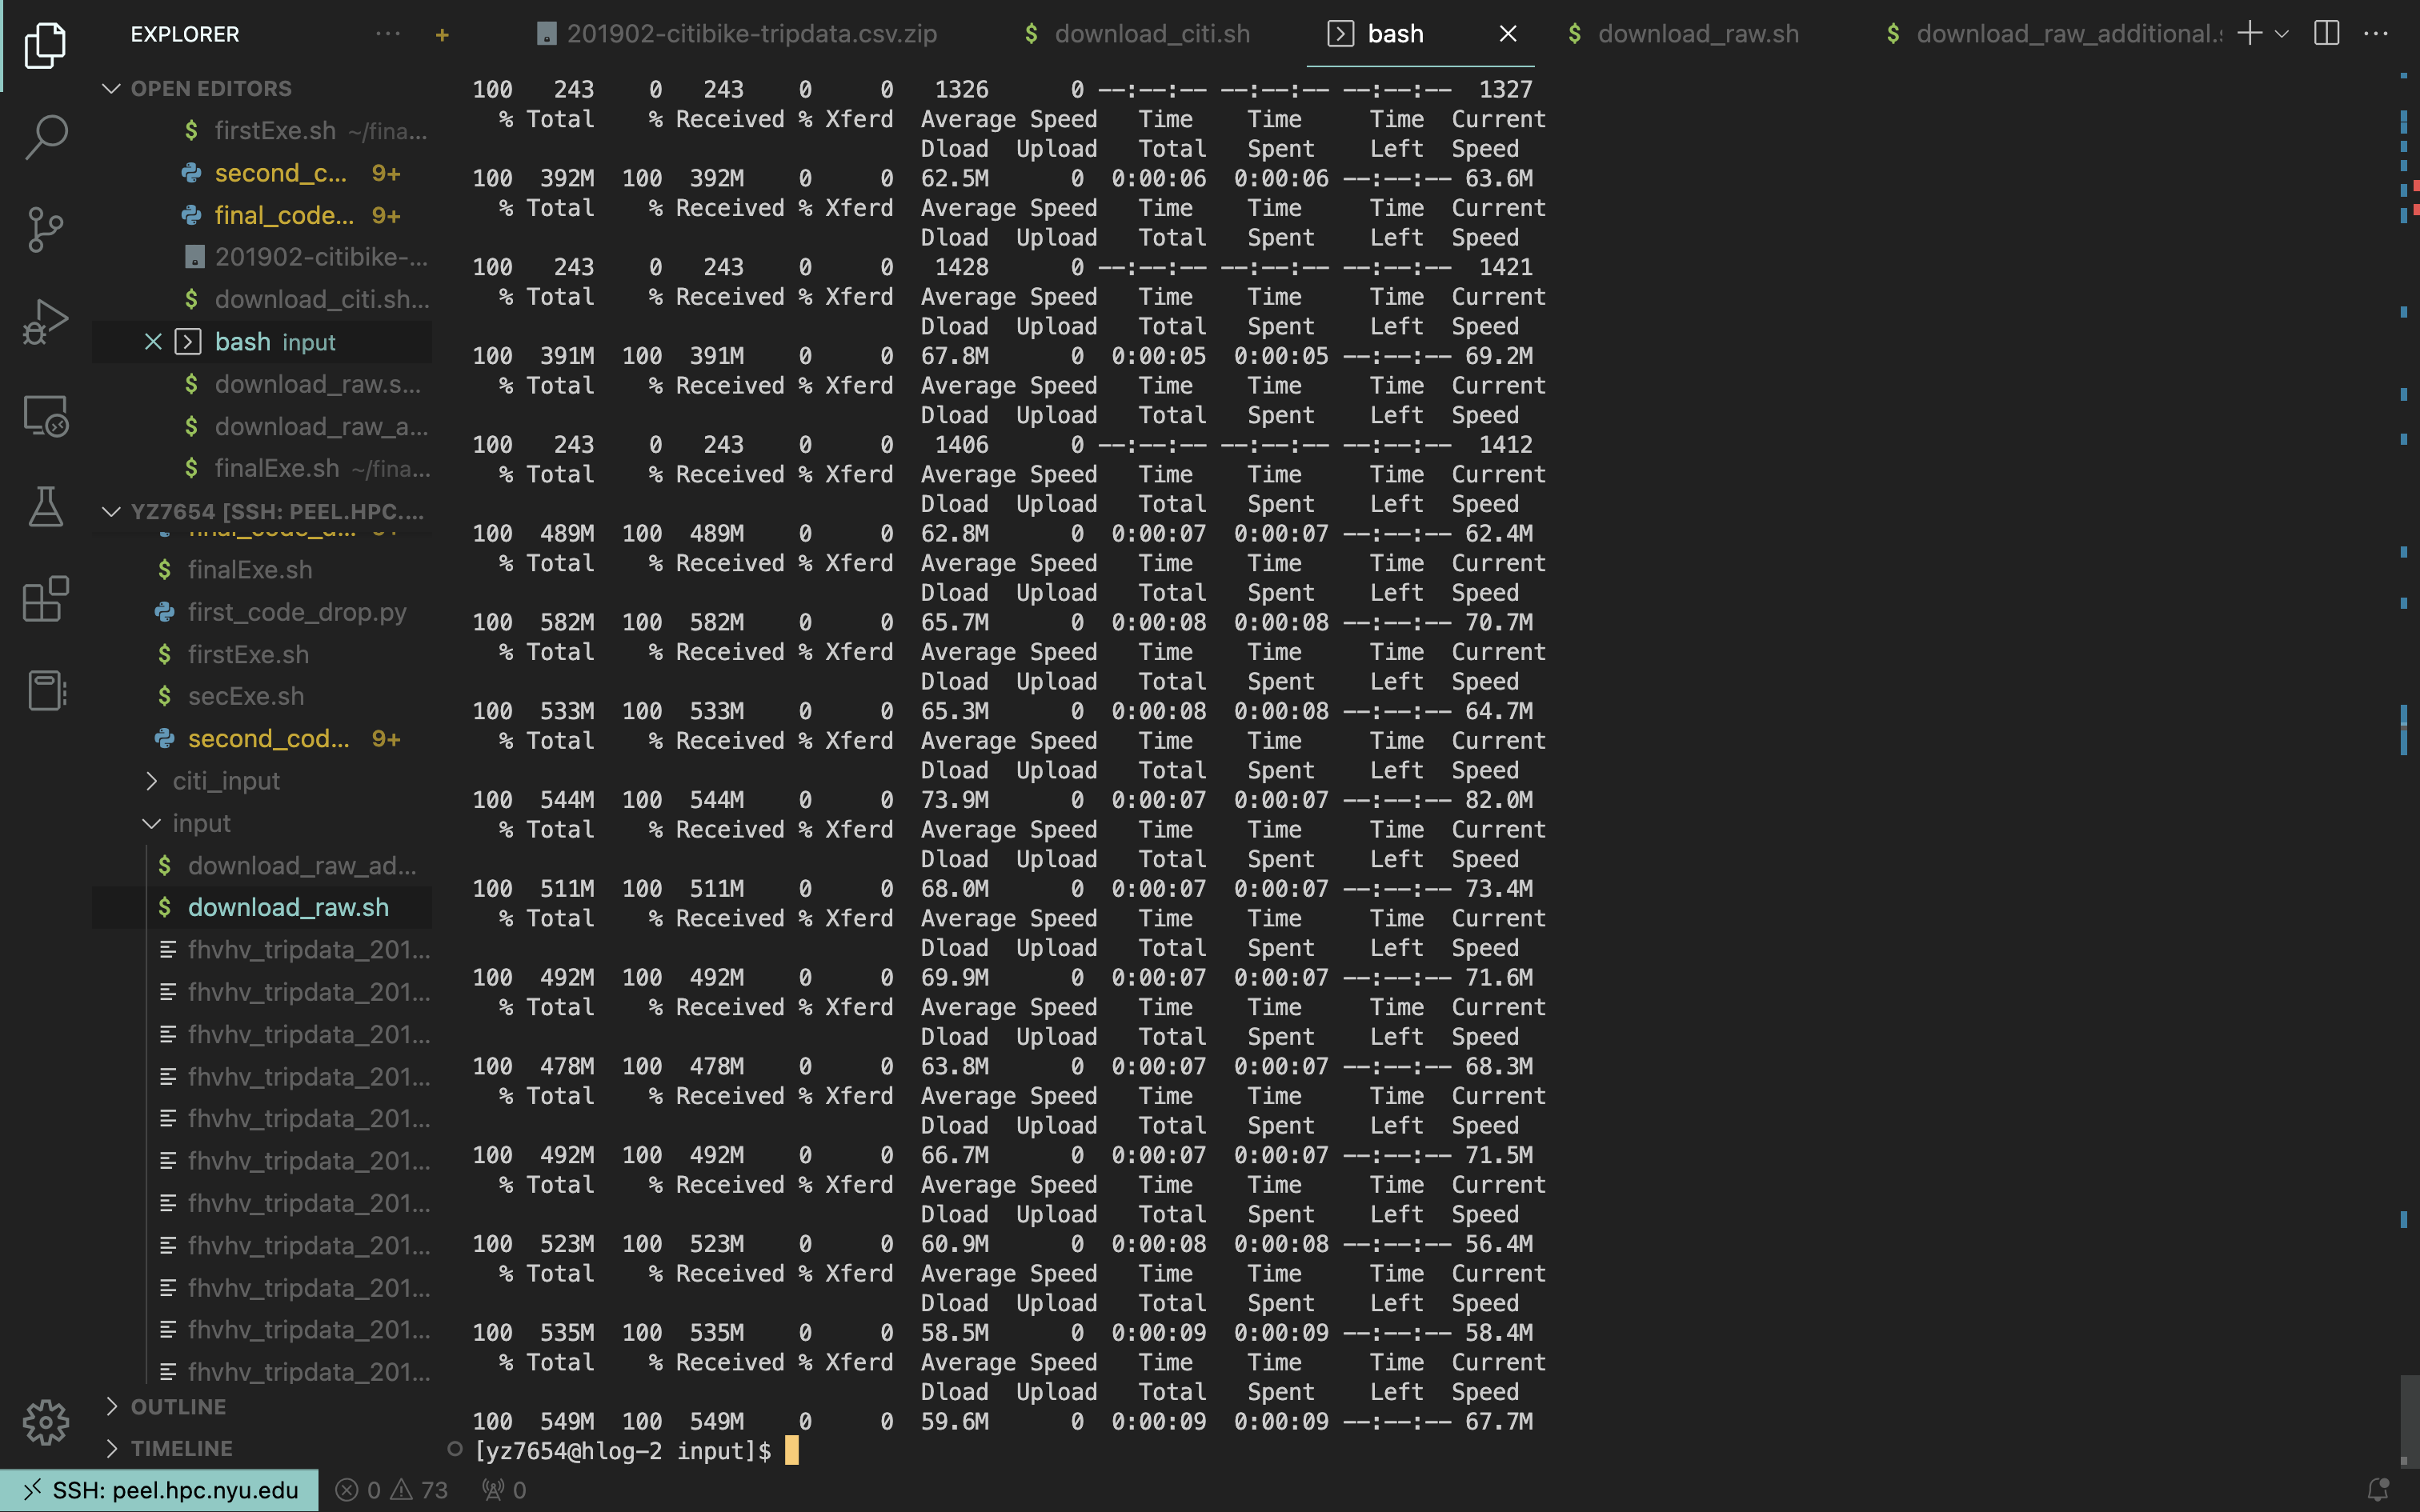 EXPLORER
OPEN EDITORS
firstExe.sh ~/fina...
second_c... 9+
final_code... 9+
201902-citibike-...
download_citi.sh...
bash input
download_raw.s...
download_raw_a...
finalExe.sh ~/fina...
YZ7654 [SSH: PEEL.HPC....
final_code_d... 9+
finalExe.sh
first_code_drop.py
firstExe.sh
secExe.sh
second_cod... 9+
citi_input
input
download_raw_ad...
download_raw.sh
fhvhv_tripdata_201...
fhvhv_tripdata_201...
fhvhv_tripdata_201...
fhvhv_tripdata_201...
fhvhv_tripdata_201...
fhvhv_tripdata_201...
fhvhv_tripdata_201...
fhvhv_tripdata_201...
fhvhv_tripdata_201...
fhvhv_tripdata_201...
fhvhv_tripdata_201...
OUTLINE
TIMELINE
201902-citibike-tripdata.csv.zip download_citi.sh bash download_raw.sh download_raw_additional.s
100 243 0 243 0 0 1326 0 --:--:-- --:--:-- --:--:-- 1327
% Total % Received % Xferd Average Speed Time Time Time Current
Dload Upload Total Spent Left Speed
100 392M 100 392M 0 0 62.5M 0 0:00:06 0:00:06 --:--:-- 63.6M
% Total % Received % Xferd Average Speed Time Time Time Current
Dload Upload Total Spent Left Speed
100 243 0 243 0 0 1428 0 --:--:-- --:--:-- --:--:-- 1421
% Total % Received % Xferd Average Speed Time Time Time Current
Dload Upload Total Spent Left Speed
100 391M 100 391M 0 0 67.8M 0 0:00:05 0:00:05 --:--:-- 69.2M
% Total % Received % Xferd Average Speed Time Time Time Current
Dload Upload Total Spent Left Speed
100 243 0 243 0 0 1406 0 --:--:-- --:--:-- --:--:-- 1412
% Total % Received % Xferd Average Speed Time Time Time Current
Dload Upload Total Spent Left Speed
100 489M 100 489M 0 0 62.8M 0 0:00:07 0:00:07 --:--:-- 62.4M
% Total % Received % Xferd Average Speed Time Time Time Current
Dload Upload Total Spent Left Speed
100 582M 100 582M 0 0 65.7M 0 0:00:08 0:00:08 --:--:-- 70.7M
% Total % Received % Xferd Average Speed Time Time Time Current
Dload Upload Total Spent Left Speed
100 533M 100 533M 0 0 65.3M 0 0:00:08 0:00:08 --:--:-- 64.7M
% Total % Received % Xferd Average Speed Time Time Time Current
Dload Upload Total Spent Left Speed
100 544M 100 544M 0 0 73.9M 0 0:00:07 0:00:07 --:--:-- 82.0M
% Total % Received % Xferd Average Speed Time Time Time Current
Dload Upload Total Spent Left Speed
100 511M 100 511M 0 0 68.0M 0 0:00:07 0:00:07 --:--:-- 73.4M
% Total % Received % Xferd Average Speed Time Time Time Current
Dload Upload Total Spent Left Speed
100 492M 100 492M 0 0 69.9M 0 0:00:07 0:00:07 --:--:-- 71.6M
% Total % Received % Xferd Average Speed Time Time Time Current
Dload Upload Total Spent Left Speed
100 478M 100 478M 0 0 63.8M 0 0:00:07 0:00:07 --:--:-- 68.3M
% Total % Received % Xferd Average Speed Time Time Time Current
Dload Upload Total Spent Left Speed
100 492M 100 492M 0 0 66.7M 0 0:00:07 0:00:07 --:--:-- 71.5M
% Total % Received % Xferd Average Speed Time Time Time Current
Dload Upload Total Spent Left Speed
100 523M 100 523M 0 0 60.9M 0 0:00:08 0:00:08 --:--:-- 56.4M
% Total % Received % Xferd Average Speed Time Time Time Current
Dload Upload Total Spent Left Speed
100 535M 100 535M 0 0 58.5M 0 0:00:09 0:00:09 --:--:-- 58.4M
% Total % Received % Xferd Average Speed Time Time Time Current
Dload Upload Total Spent Left Speed
100 549M 100 549M 0 0 59.6M 0 0:00:09 0:00:09 --:--:-- 67.7M
[yz7654@hlog-2 input]$
SSH: peel.hpc.nyu.edu 0 73 0